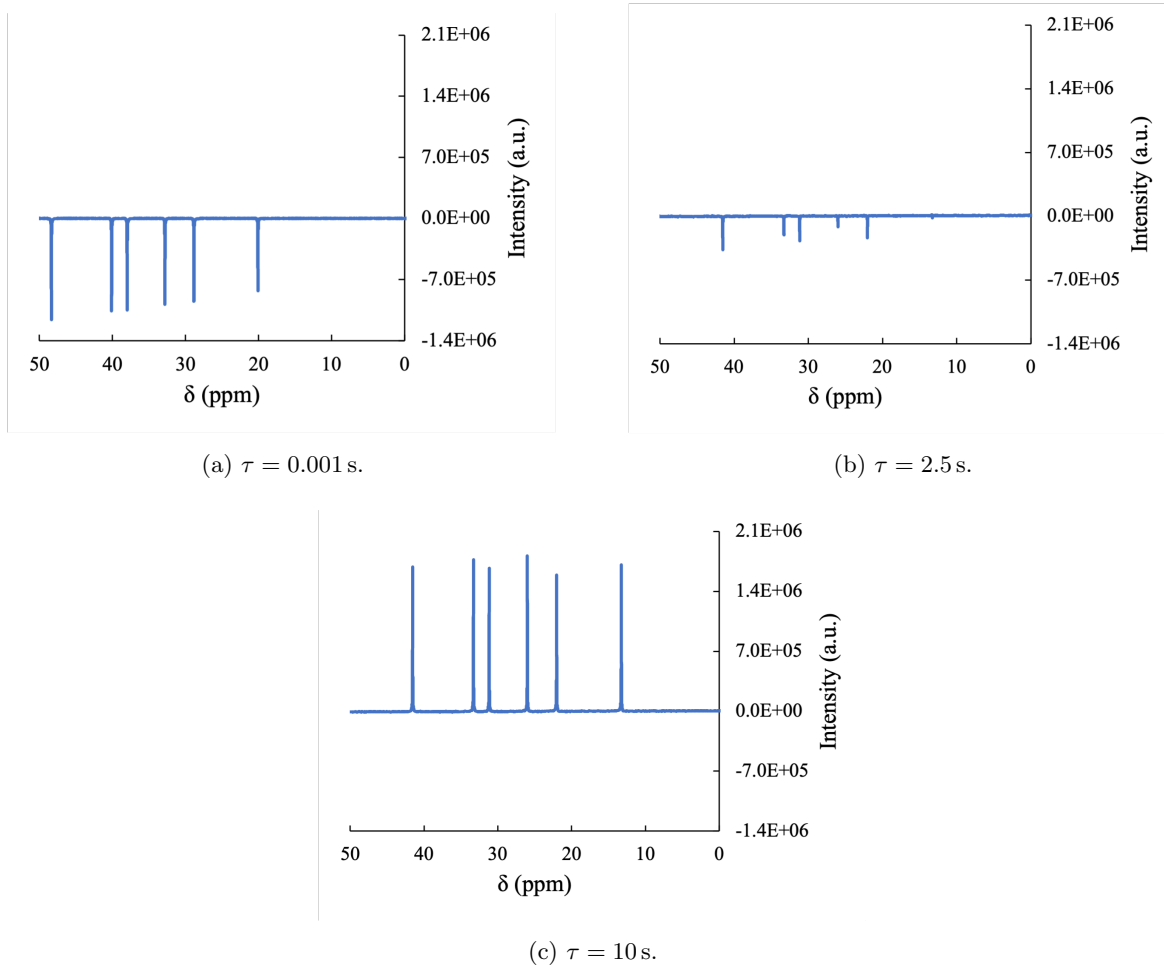 2.1E+06
1.4E+06
7.0E+05
0.0E+00
-7.0E+05
-1.4E+06
Intensity (a.u.)
50 40 30 20 10 0
δ (ppm)
(a) τ = 0.001 s.
2.1E+06
1.4E+06
7.0E+05
0.0E+00
-7.0E+05
-1.4E+06
Intensity (a.u.)
50 40 30 20 10 0
δ (ppm)
(b) τ = 2.5 s.
2.1E+06
1.4E+06
7.0E+05
0.0E+00
-7.0E+05
-1.4E+06
Intensity (a.u.)
50 40 30 20 10 0
δ (ppm)
(c) τ = 10 s.